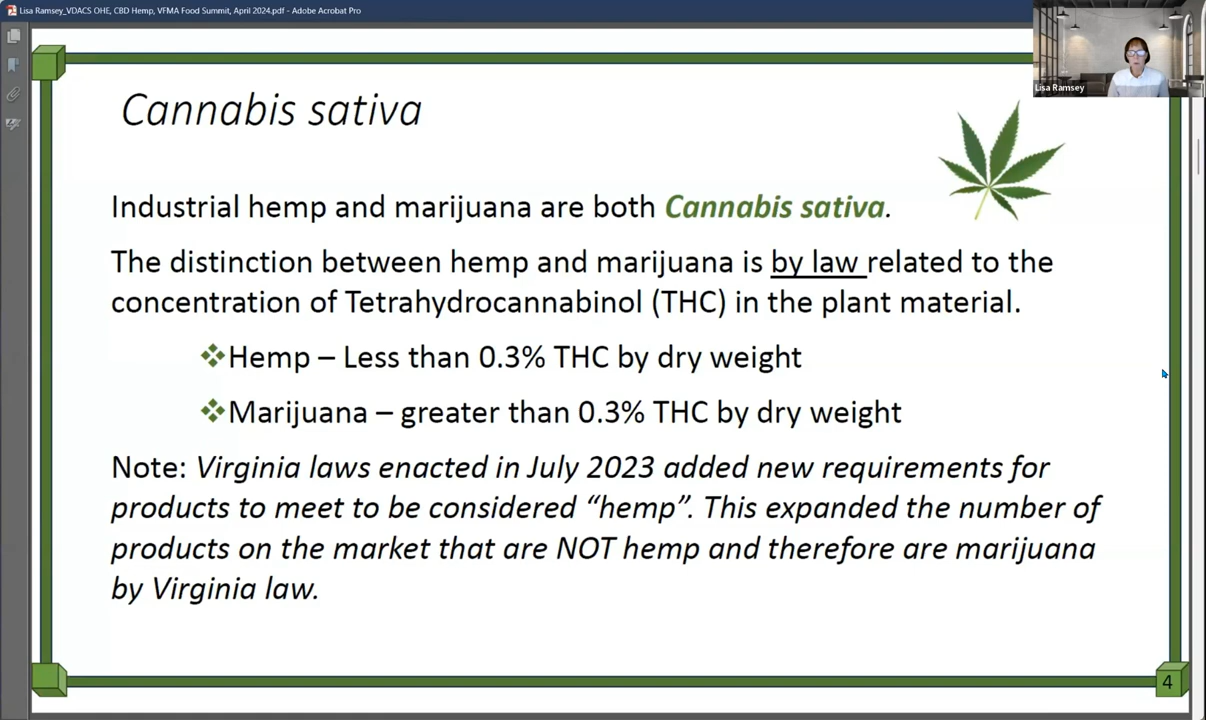 Lisa Ramsey_VDACS OHE, CBD Hemp, VFMA Food Summit, April 2024.pdf - Adobe Acrobat Pro
Lisa Ramsey
Cannabis sativa
Industrial hemp and marijuana are both Cannabis sativa.
The distinction between hemp and marijuana is by law related to the
concentration of Tetrahydrocannabinol (THC) in the plant material.
❖Hemp – Less than 0.3% THC by dry weight
❖Marijuana – greater than 0.3% THC by dry weight
Note: Virginia laws enacted in July 2023 added new requirements for
products to meet to be considered “hemp”. This expanded the number of
products on the market that are NOT hemp and therefore are marijuana
by Virginia law.
4